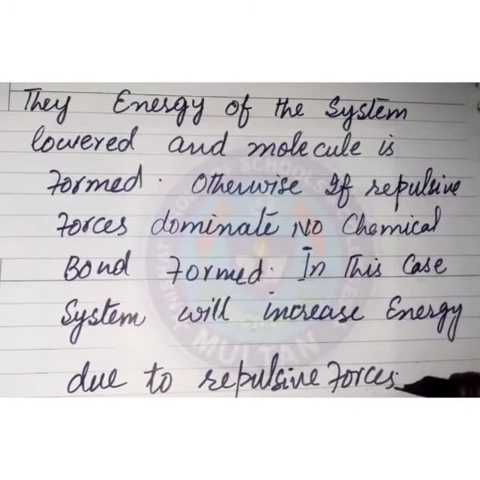 They Energy of the System
lowered and molecule is
Formed. Otherwise If repulsive
Forces dominate No Chemical
Bond Formed. In This Case
System will increase Energy
due to repulsive Forces.
MULTAN